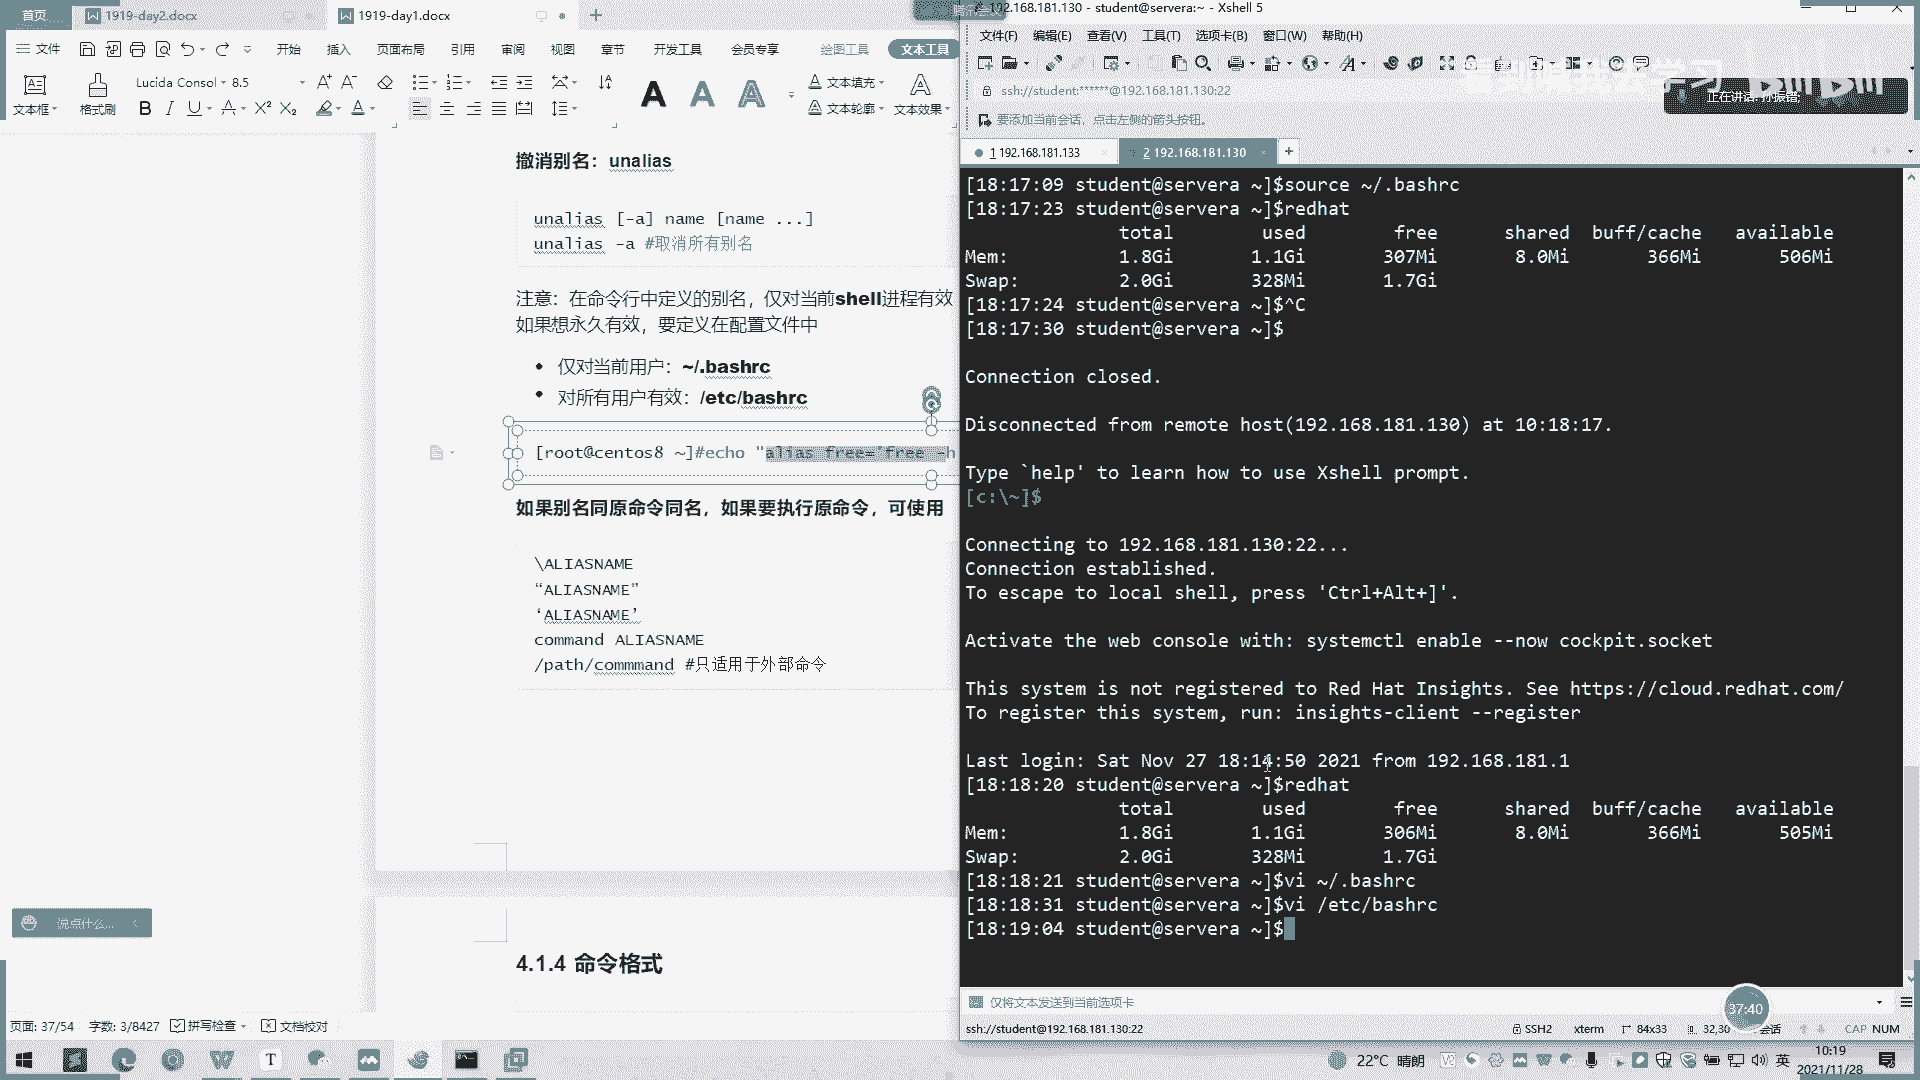 首页
1919-day2.docx
1919-day1.docx
文件
开始
插入
页面布局
引用
审阅
视图
章节
开发工具
会员专享
绘图工具
文本工具
Lucida Consol
8.5
文本框
格式刷
文本填充
文本轮廓
文本效果
撤消别名：unalias
unalias [-a] name [name ...]
unalias -a #取消所有别名
注意：在命令行中定义的别名，仅对当前shell进程有效
如果想永久有效，要定义在配置文件中
• 仅对当前用户：~/.bashrc
• 对所有用户有效：/etc/bashrc
[root@centos8 ~]#echo "alias free='free -h
如果别名同原命令同名，如果要执行原命令，可使用
\ALIASNAME
“ALIASNAME”
‘ALIASNAME’
command ALIASNAME
/path/commmand #只适用于外部命令
4.1.4 命令格式
说点什么...
页面: 37/54
字数: 3/8427
拼写检查
文档校对
192.168.181.130 - student@servera:~ - Xshell 5
文件(F)
编辑(E)
查看(V)
工具(T)
选项卡(B)
窗口(W)
帮助(H)
ssh://student:******@192.168.181.130:22
要添加当前会话，点击左侧的箭头按钮。
1 192.168.181.133
2 192.168.181.130
[18:17:09 student@servera ~]$source ~/.bashrc
[18:17:23 student@servera ~]$redhat
total used free shared buff/cache available
Mem: 1.8Gi 1.1Gi 307Mi 8.0Mi 366Mi 506Mi
Swap: 2.0Gi 328Mi 1.7Gi
[18:17:24 student@servera ~]$^C
[18:17:30 student@servera ~]$
Connection closed.
Disconnected from remote host(192.168.181.130) at 10:18:17.
Type `help' to learn how to use Xshell prompt.
[c:\~]$
Connecting to 192.168.181.130:22...
Connection established.
To escape to local shell, press 'Ctrl+Alt+]'.
Activate the web console with: systemctl enable --now cockpit.socket
This system is not registered to Red Hat Insights. See https://cloud.redhat.com/
To register this system, run: insights-client --register
Last login: Sat Nov 27 18:14:50 2021 from 192.168.181.1
[18:18:20 student@servera ~]$redhat
total used free shared buff/cache available
Mem: 1.8Gi 1.1Gi 306Mi 8.0Mi 366Mi 505Mi
Swap: 2.0Gi 328Mi 1.7Gi
[18:18:21 student@servera ~]$vi ~/.bashrc
[18:18:31 student@servera ~]$vi /etc/bashrc
[18:19:04 student@servera ~]$
仅将文本发送到当前选项卡
37:40
ssh://student@192.168.181.130:22
SSH2
xterm
84x33
32,30
会话
CAP NUM
22°C 晴朗
英
10:19
2021/11/28